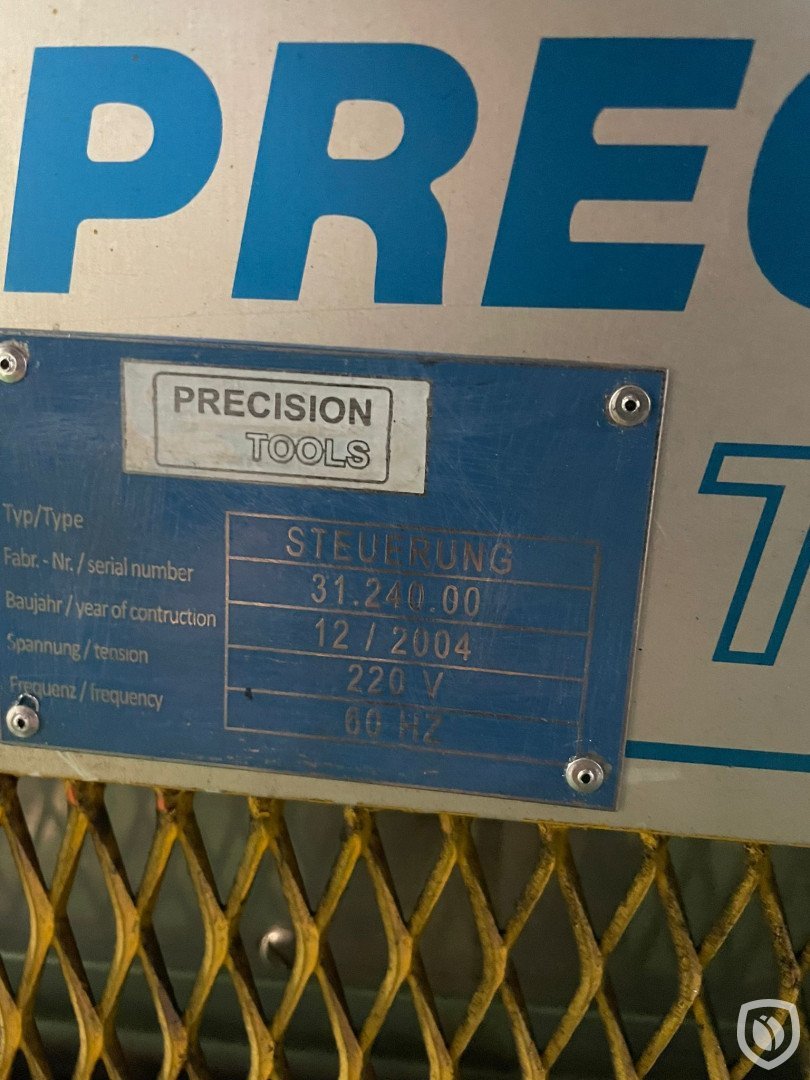 PREC
T
PRECISION
TOOLS
Typ/Type STEUERUNG
Fabr. - Nr. / serial number 31.240.00
Baujahr / year of contruction 12 / 2004
Spannung / tension 220 V
Frequenz / frequency 60 HZ